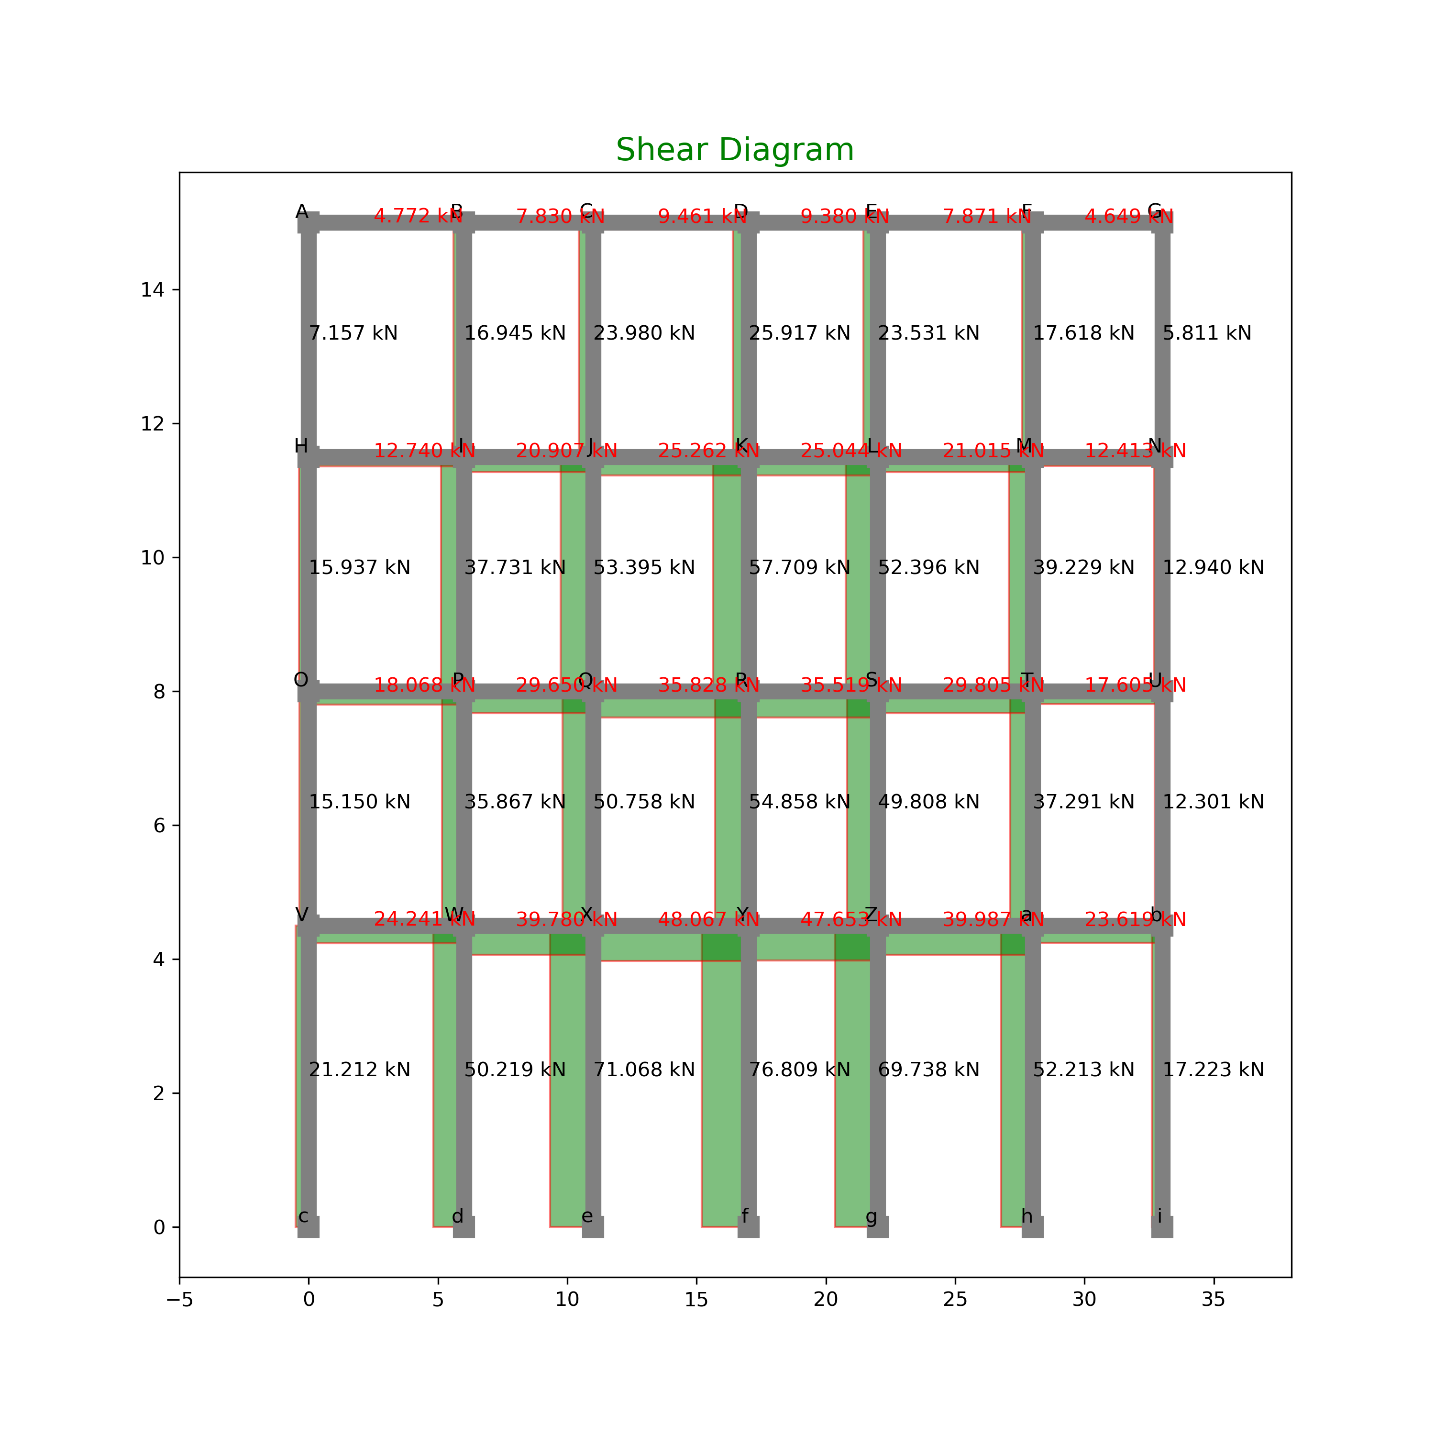 Shear Diagram
A 4.772 kN B 7.830 kN C 9.461 kN D 9.380 kN E 7.871 kN F 4.649 kN G
14
7.157 kN 16.945 kN 23.980 kN 25.917 kN 23.531 kN 17.618 kN 5.811 kN
12
H 12.740 kN I 20.907 kN J 25.262 kN K 25.044 kN L 21.015 kN M 12.413 kN N
10
15.937 kN 37.731 kN 53.395 kN 57.709 kN 52.396 kN 39.229 kN 12.940 kN
8
O 18.068 kN P 29.650 kN Q 35.828 kN R 35.519 kN S 29.805 kN T 17.605 kN U
15.150 kN 35.867 kN 50.758 kN 54.858 kN 49.808 kN 37.291 kN 12.301 kN
6
V 24.241 kN W 39.780 kN X 48.067 kN Y 47.653 kN Z 39.987 kN a 23.619 kN b
4
21.212 kN 50.219 kN 71.068 kN 76.809 kN 69.738 kN 52.213 kN 17.223 kN
2
c d e f g h i
0
−5 0 5 10 15 20 25 30 35